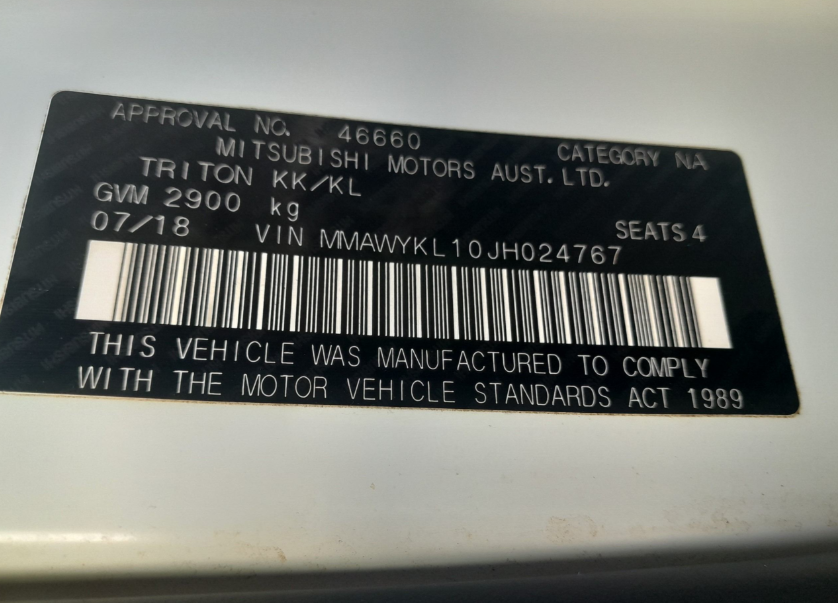 APPROVAL NO. 46660 CATEGORY NA
MITSUBISHI MOTORS AUST. LTD.
TRITON KK/KL
GVM 2900 kg SEATS 4
07/18 VIN MMAWYKL10JH024767
THIS VEHICLE WAS MANUFACTURED TO COMPLY
WITH THE MOTOR VEHICLE STANDARDS ACT 1989